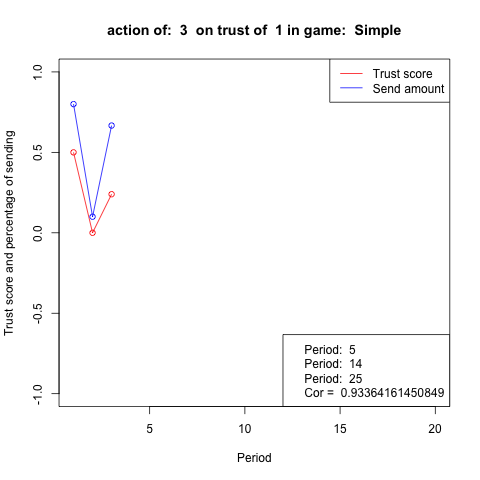 action of:  3  on trust of  1 in game:  Simple
Trust score
Send amount
Trust score and percentage of sending
1.0
0.5
0.0
-0.5
-1.0
Period:  5
Period:  14
Period:  25
Cor =  0.93364161450849
5
10
15
20
Period